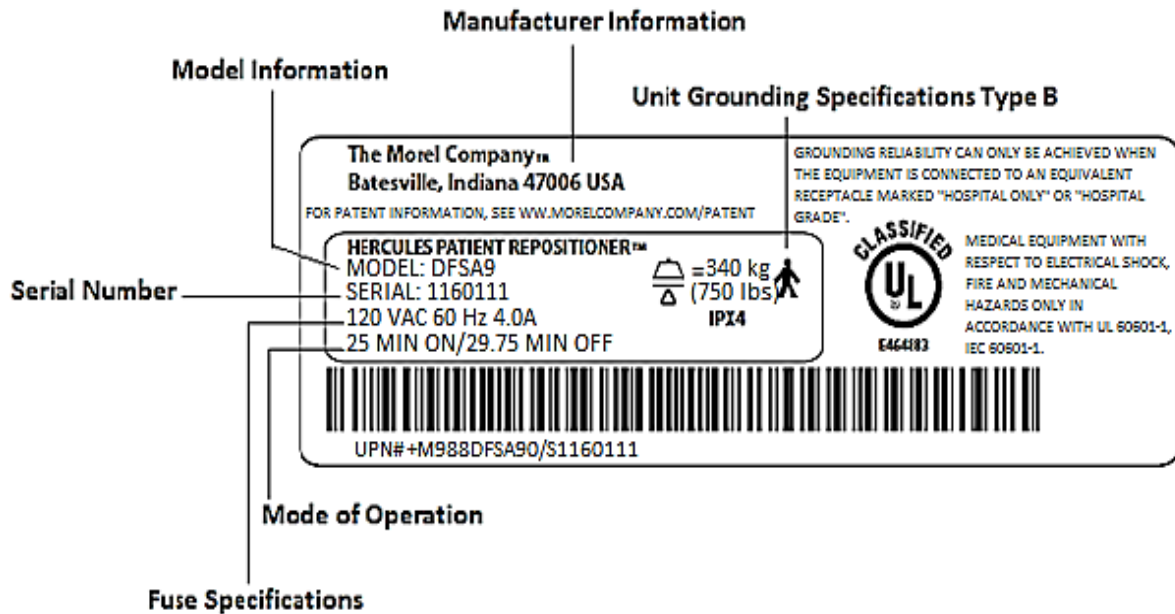 Manufacturer Information
Model Information
Unit Grounding Specifications Type B
The Morel Company™
Batesville, Indiana 47006 USA
FOR PATENT INFORMATION, SEE WW.MORELCOMPANY.COM/PATENT
GROUNDING RELIABILITY CAN ONLY BE ACHIEVED WHEN
THE EQUIPMENT IS CONNECTED TO AN EQUIVALENT
RECEPTACLE MARKED "HOSPITAL ONLY" OR "HOSPITAL
GRADE".
HERCULES PATIENT REPOSITIONER™
MODEL: DFSA9
Serial Number
SERIAL: 1160111
120 VAC 60 Hz 4.0A
25 MIN ON/29.75 MIN OFF
=340 kg
(750 lbs)
IPX4
CLASSIFIED
UL
E464183
MEDICAL EQUIPMENT WITH
RESPECT TO ELECTRICAL SHOCK,
FIRE AND MECHANICAL
HAZARDS ONLY IN
ACCORDANCE WITH UL 60601-1,
IEC 60601-1.
UPN#+M988DFSA90/S1160111
Mode of Operation
Fuse Specifications